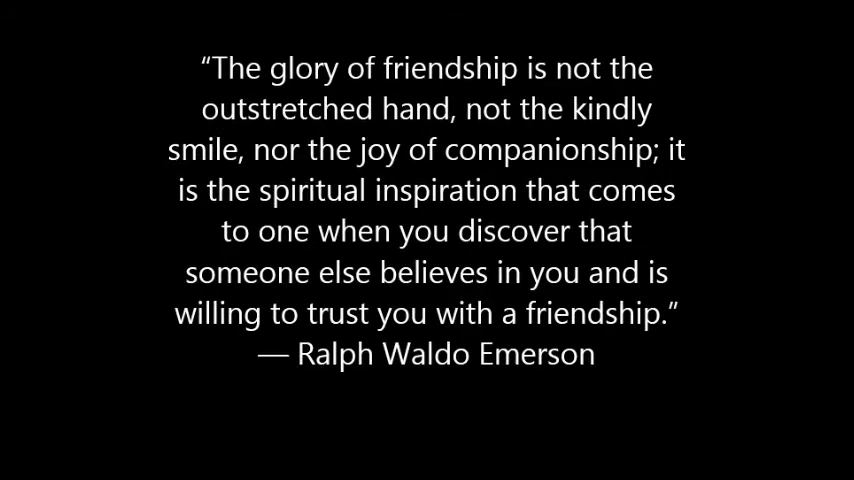 “The glory of friendship is not the
outstretched hand, not the kindly
smile, nor the joy of companionship; it
is the spiritual inspiration that comes
to one when you discover that
someone else believes in you and is
willing to trust you with a friendship.”
— Ralph Waldo Emerson